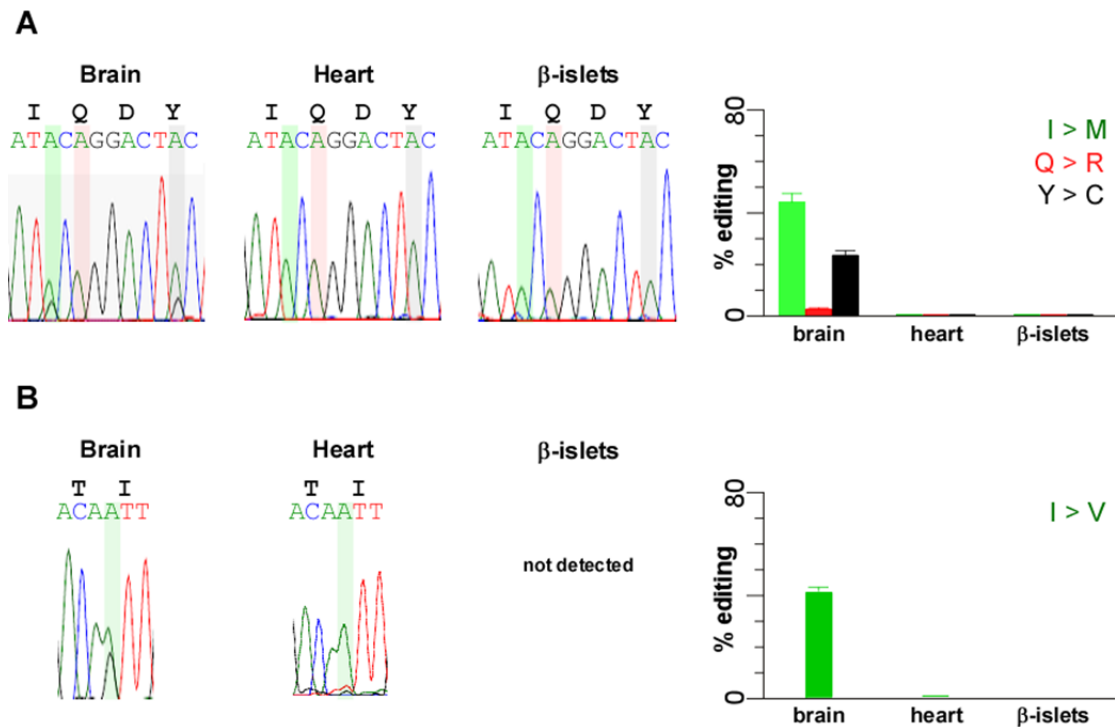 A
Brain
Heart
β-islets
I Q D Y
I Q D Y
I Q D Y
ATACAGGACTAC
ATACAGGACTAC
ATACAGGACTAC
80
% editing
0
I > M
Q > R
Y > C
brain
heart
β-islets
B
Brain
Heart
β-islets
T I
T I
ACAATT
ACAATT
not detected
80
% editing
0
I > V
brain
heart
β-islets